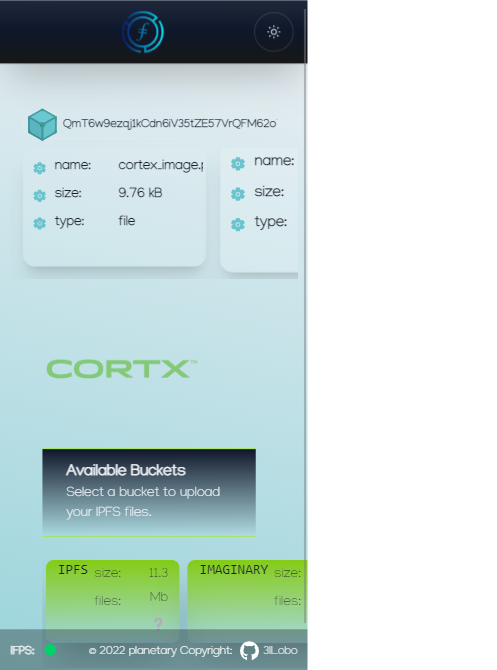 QmT6w9ezqj1kCdn6iV35tZE57VrQFM62o
name: cortex_image.p
size: 9.76 kB
type: file
name:
size:
type:
CORTX™
Available Buckets
Select a bucket to upload
your IPFS files.
IPFS size: 11.3 Mb
files: ?
IMAGINARY size:
files:
IFPS:
© 2022 planetary Copyright: 3lLobo